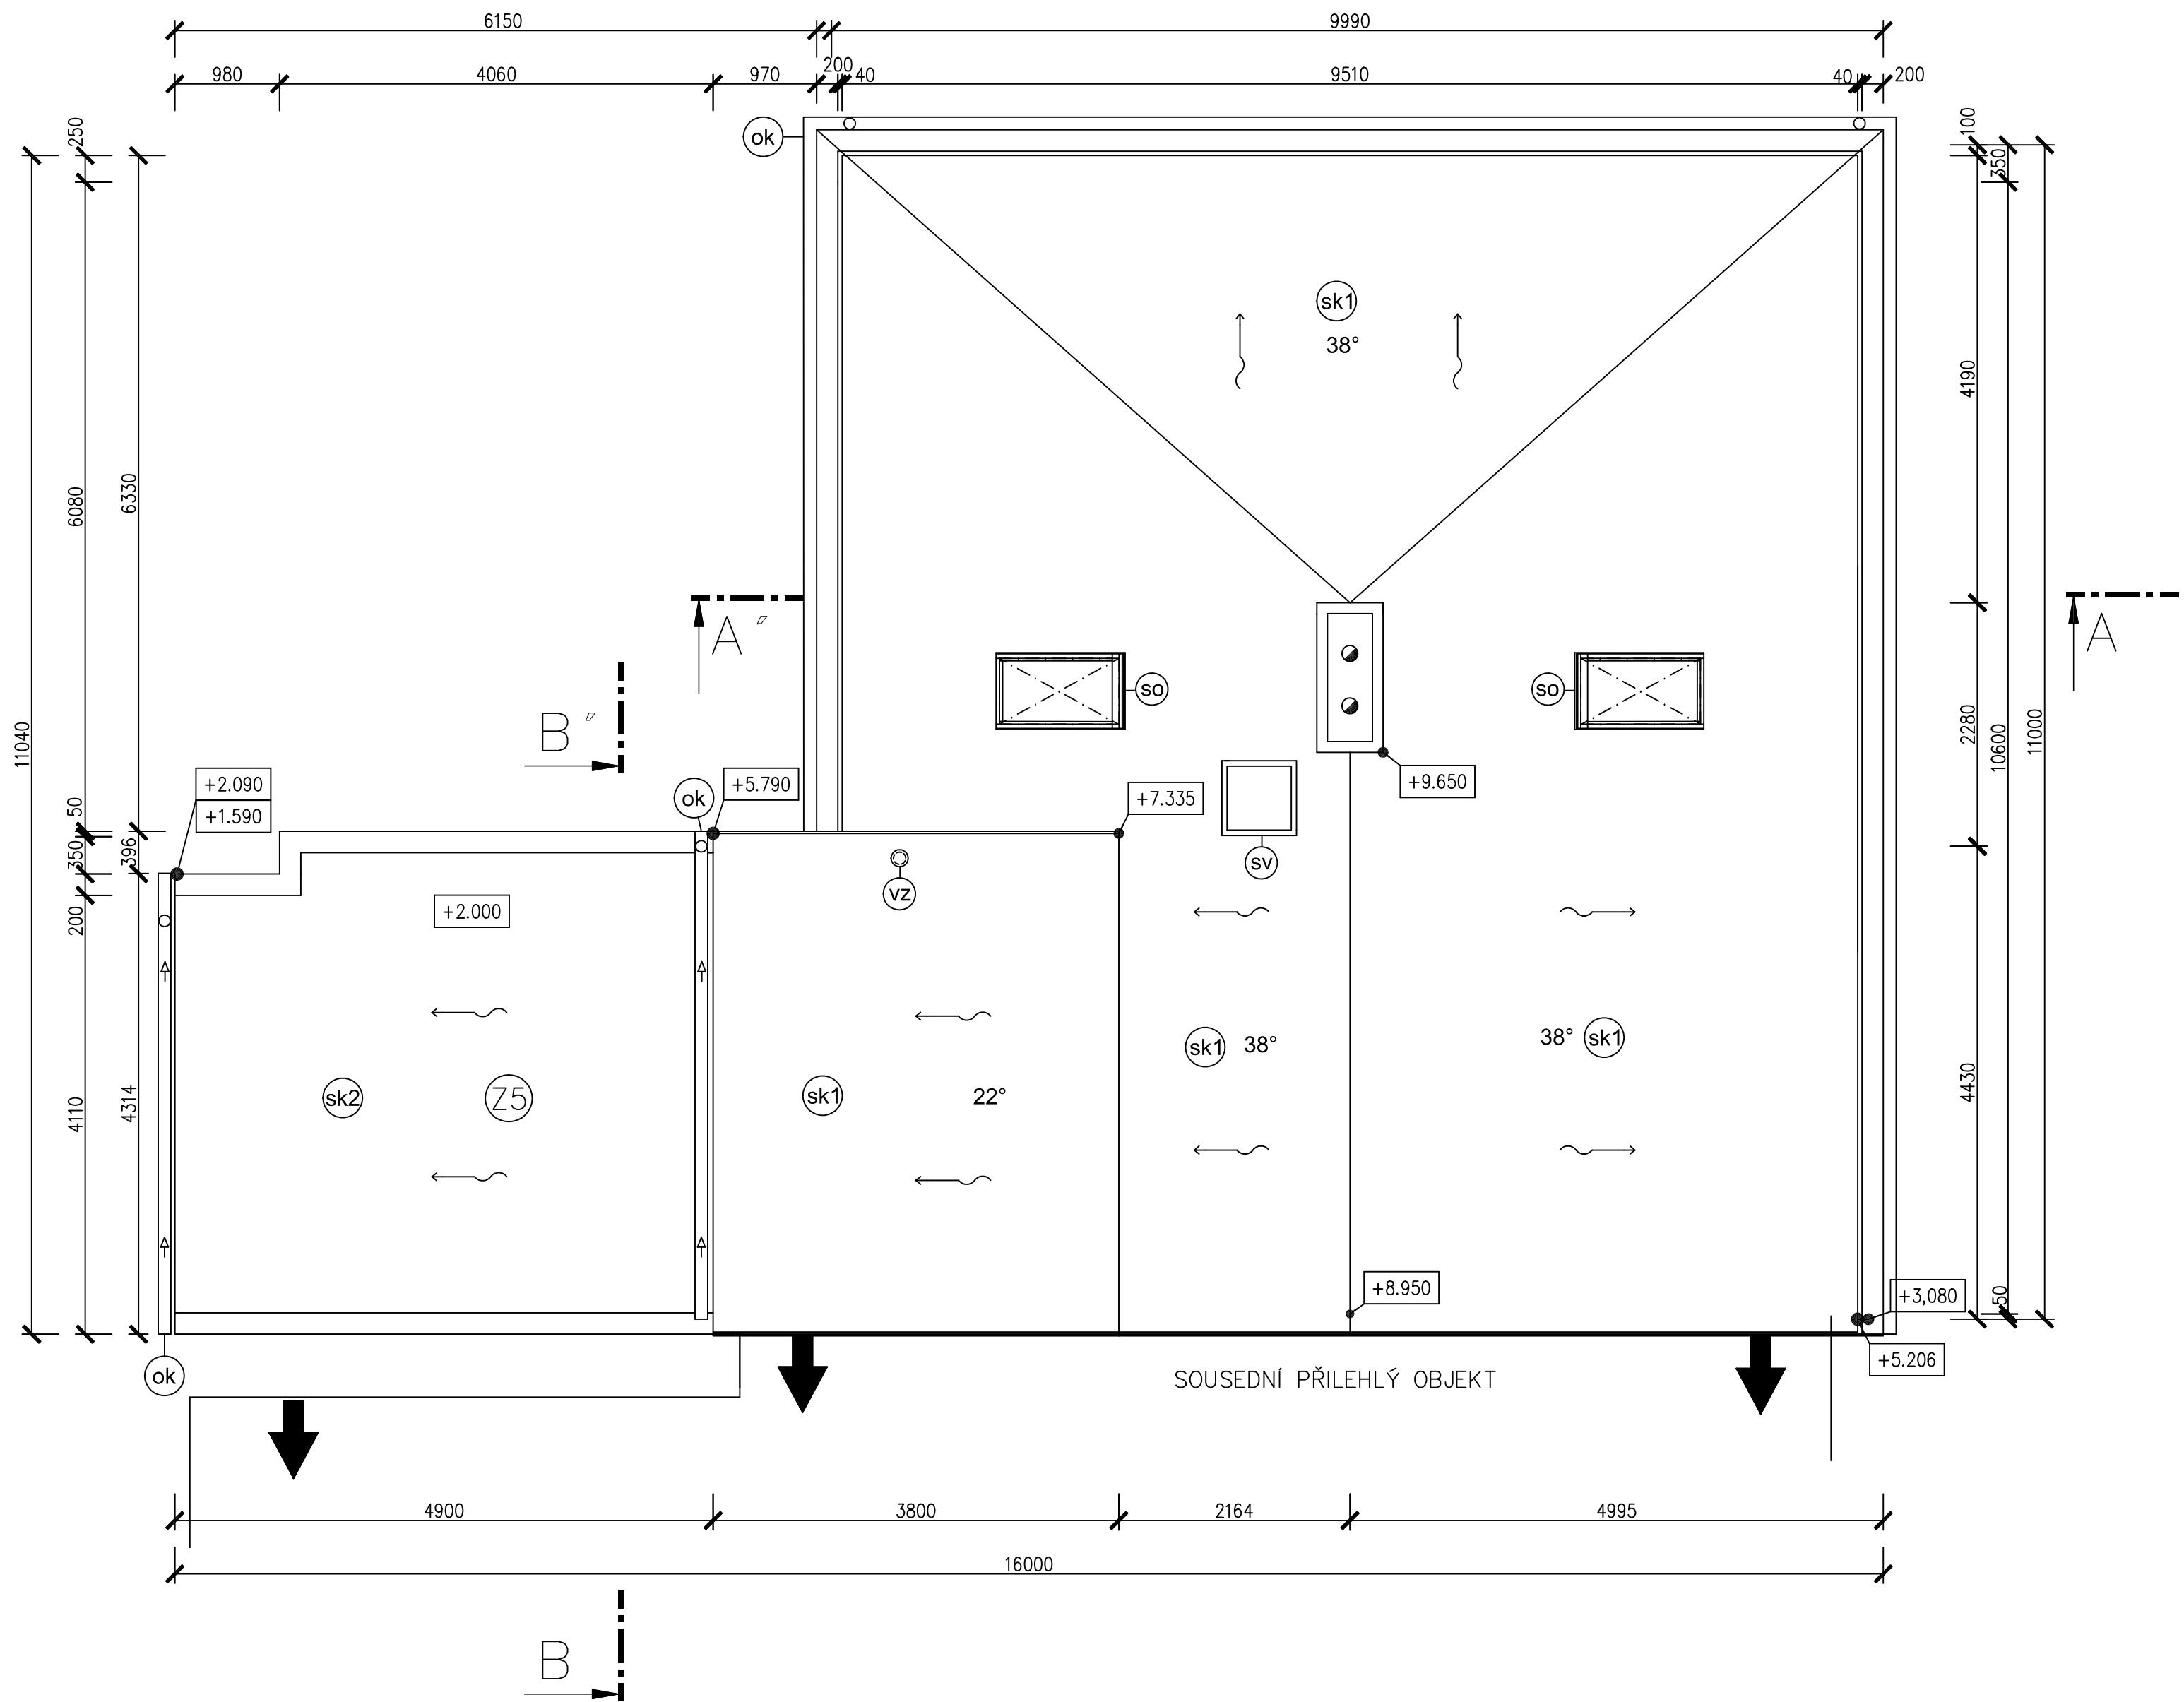 6150
9990
980
4060
970
200
40
9510
40
200
250
100
350
ok
sk1
38°
4190
6080
6330
A″
A
B″
so
so
11040
2280
10600
11000
+2.090
+1.590
ok
+5.790
+7.335
+9.650
50
350
396
sv
vz
200
+2.000
4110
4314
sk2
Z5
sk1
22°
sk1
38°
38°
sk1
4430
+8.950
50
+3,080
+5.206
ok
SOUSEDNÍ PŘILEHLÝ OBJEKT
4900
3800
2164
4995
16000
B